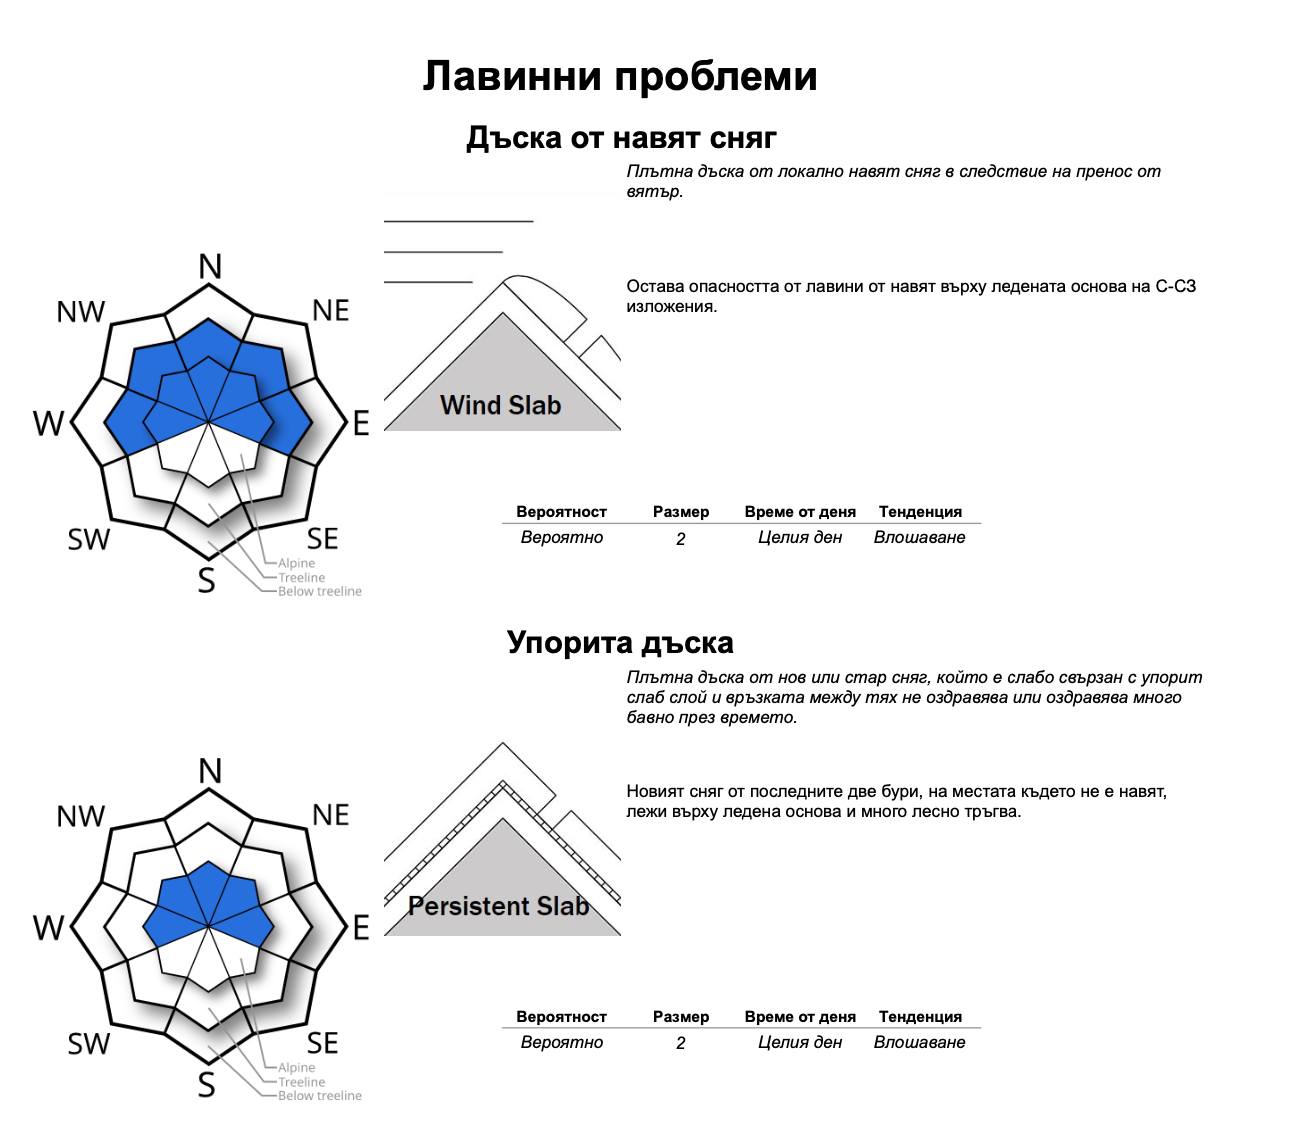 Лавинни проблеми
Дъска от навят сняг
Плътна дъска от локално навят сняг в следствие на пренос от
вятър.
N
NW
NE
Остава опасността от лавини от навят върху ледената основа на С-СЗ
изложения.
W
E
Wind Slab
SW
SE
S
Alpine
Treeline
Below treeline
Вероятност Размер Време от деня Тенденция
Вероятно 2 Целия ден Влошаване
Упорита дъска
Плътна дъска от нов или стар сняг, който е слабо свързан с упорит
слаб слой и връзката между тях не оздравява или оздравява много
бавно през времето.
N
NW
NE
Новият сняг от последните две бури, на местата където не е навят,
лежи върху ледена основа и много лесно тръгва.
W
E
Persistent Slab
SW
SE
S
Alpine
Treeline
Below treeline
Вероятност Размер Време от деня Тенденция
Вероятно 2 Целия ден Влошаване